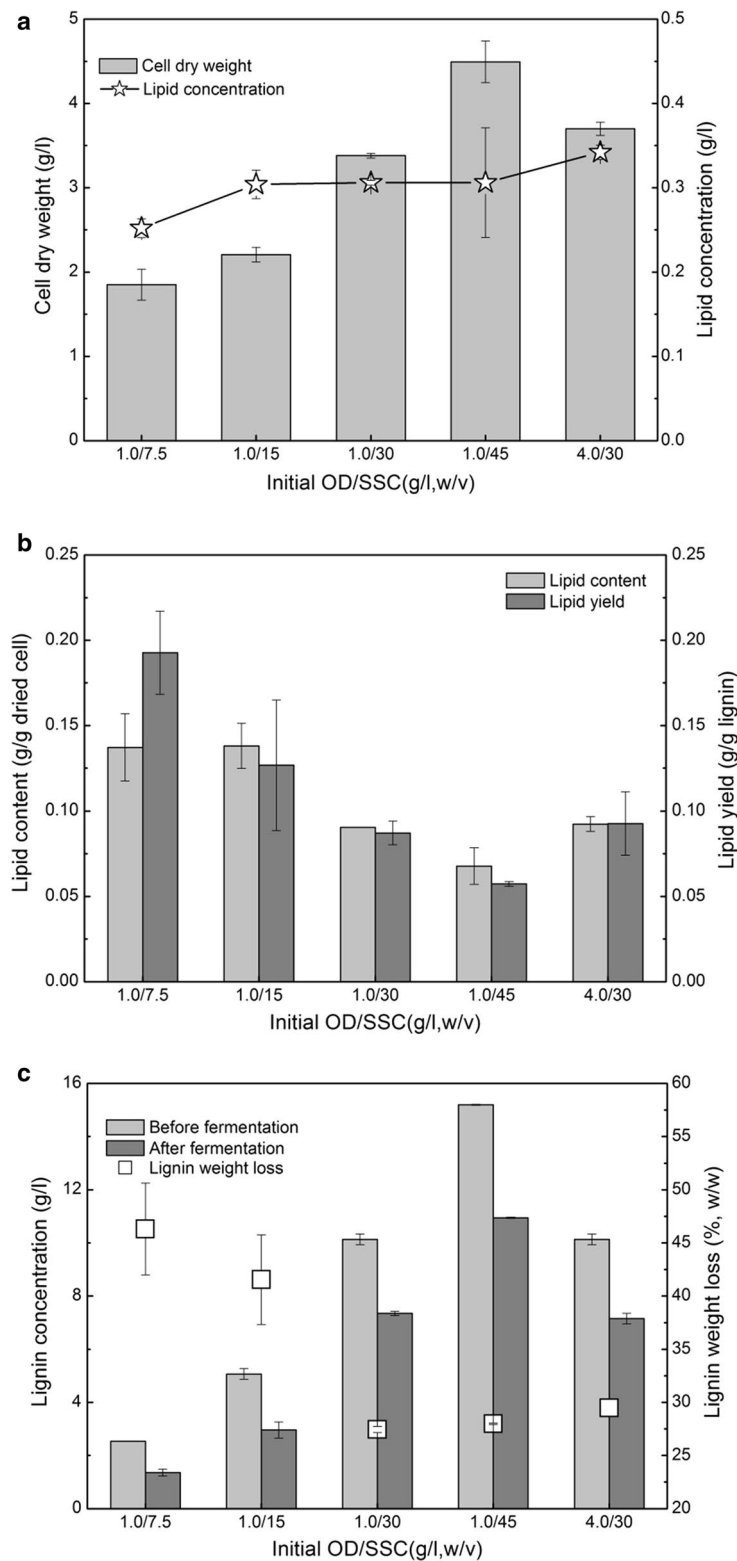 a
Cell dry weight
Lipid concentration
Cell dry weight (g/l)
Lipid concentration (g/l)
5
4
3
2
1
0
0.5
0.4
0.3
0.2
0.1
0.0
1.0/7.5 1.0/15 1.0/30 1.0/45 4.0/30
Initial OD/SSC(g/l,w/v)
b
Lipid content
Lipid yield
Lipid content (g/g dried cell)
Lipid yield (g/g lignin)
0.25
0.20
0.15
0.10
0.05
0.00
0.25
0.20
0.15
0.10
0.05
0.00
1.0/7.5 1.0/15 1.0/30 1.0/45 4.0/30
Initial OD/SSC(g/l,w/v)
c
Before fermentation
After fermentation
Lignin weight loss
Lignin concentration (g/l)
Lignin weight loss (%, w/w)
16
12
8
4
0
60
55
50
45
40
35
30
25
20
1.0/7.5 1.0/15 1.0/30 1.0/45 4.0/30
Initial OD/SSC(g/l,w/v)